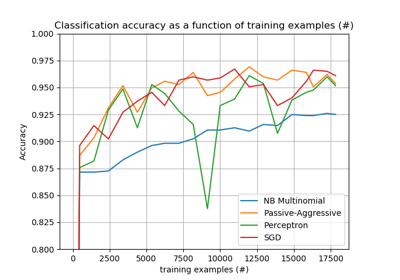 Classification accuracy as a function of training examples (#)
1.000
0.975
0.950
0.925
0.900
0.875
0.850
0.825
0.800
Accuracy
NB Multinomial
Passive-Aggressive
Perceptron
SGD
0 2500 5000 7500 10000 12500 15000 17500
training examples (#)